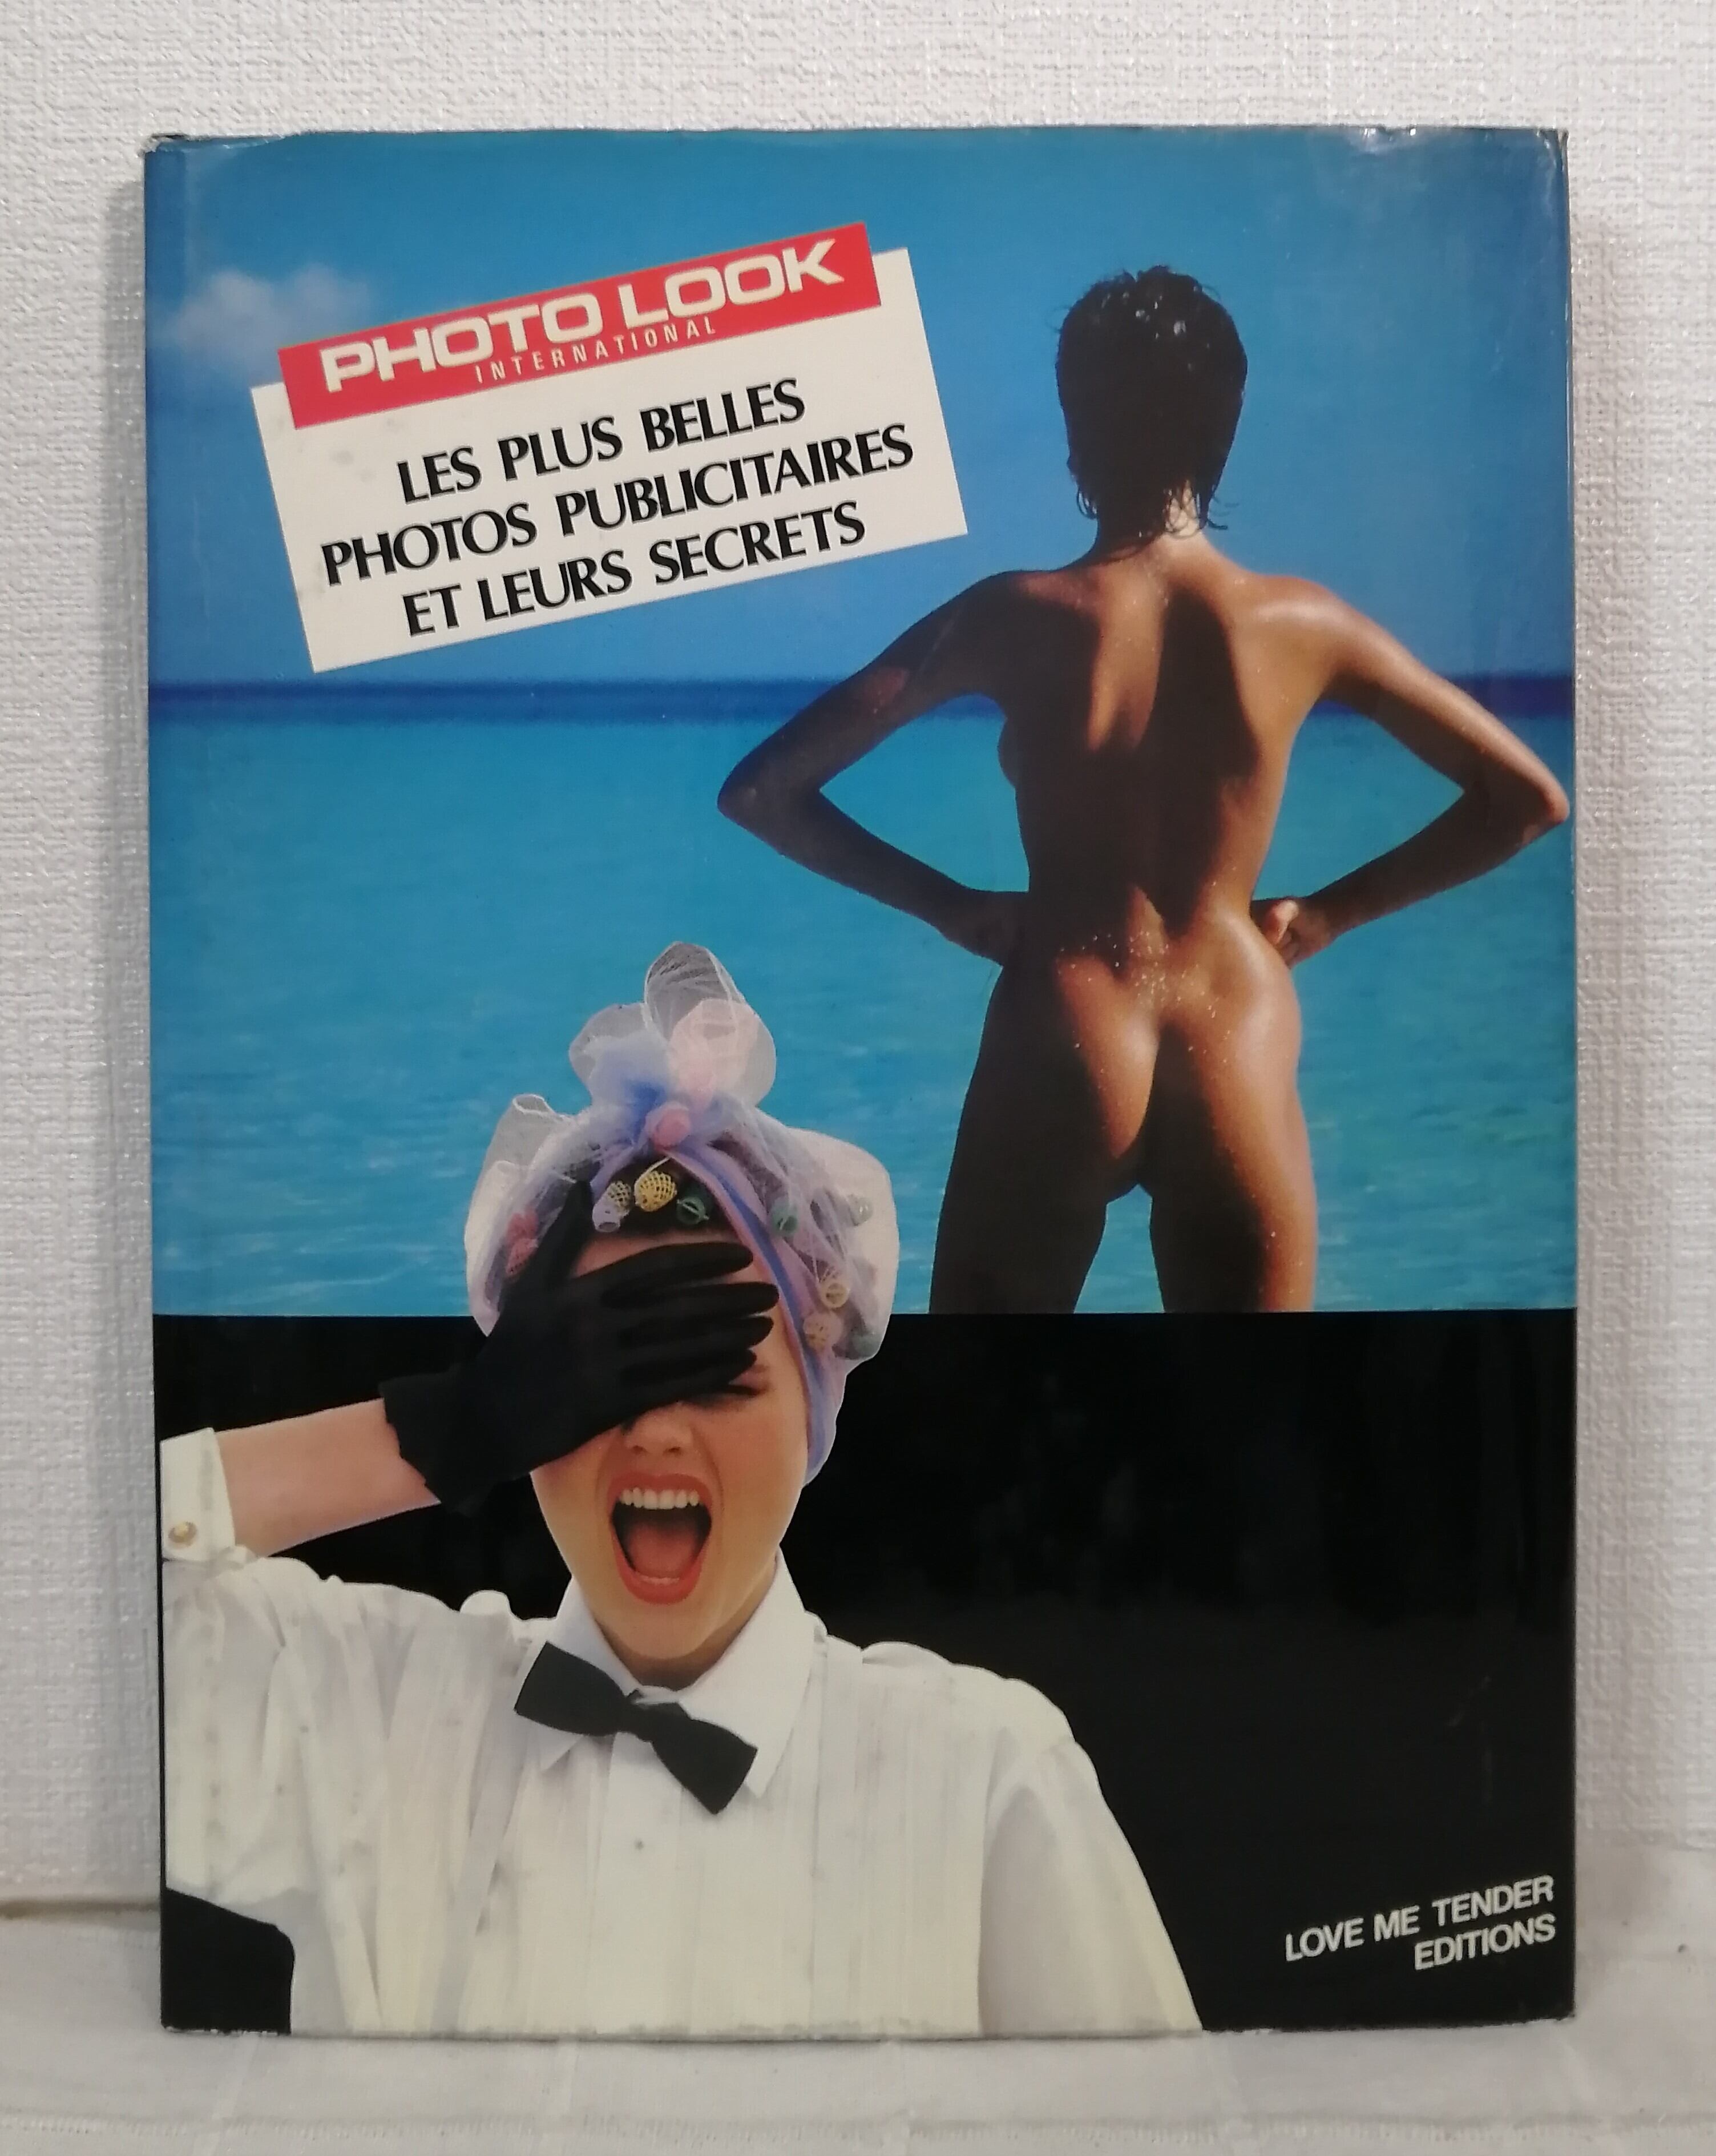 PHOTO LOOK
INTERNATIONAL
LES PLUS BELLES
PHOTOS PUBLICITAIRES
ET LEURS SECRETS
LOVE ME TENDER
EDITIONS